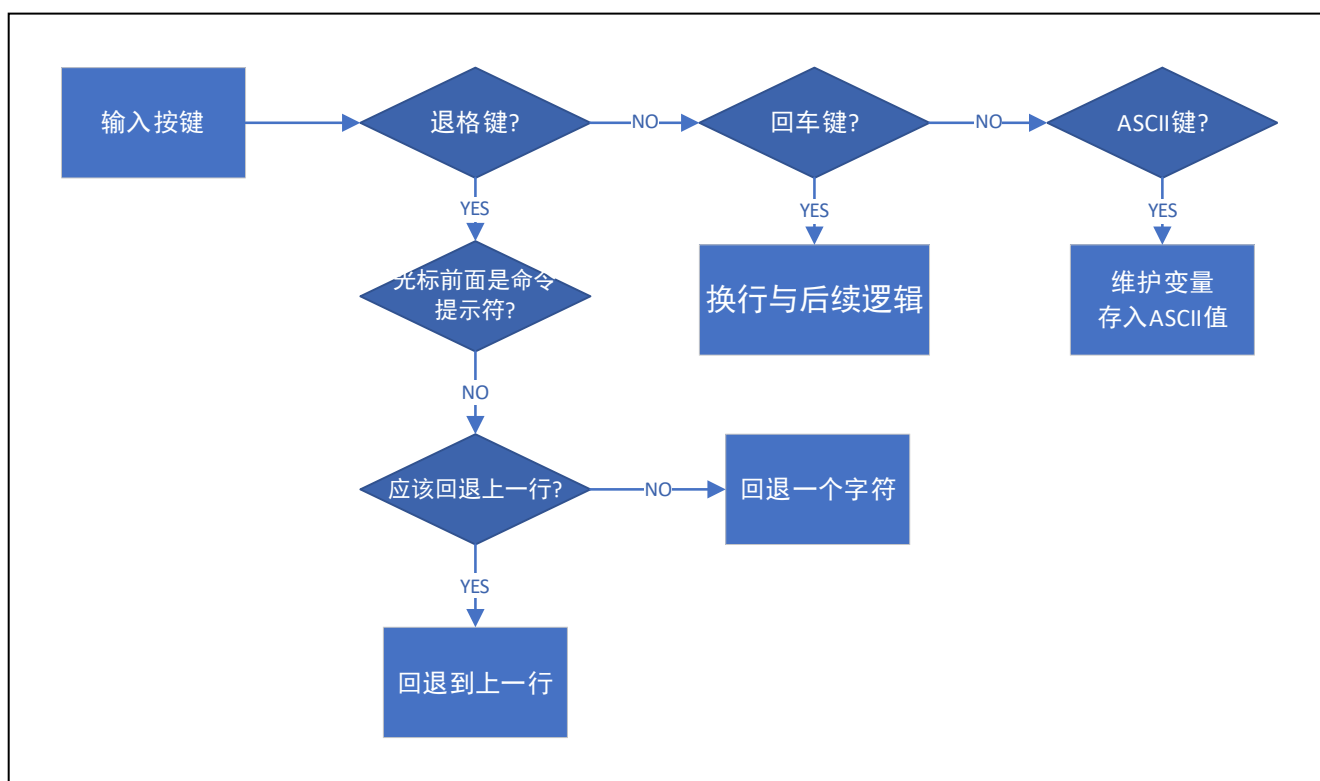 输入按键
退格键?
NO
回车键?
NO
ASCII键?
YES
YES
YES
光标前面是命令
提示符?
换行与后续逻辑
维护变量
存入ASCII值
NO
应该回退上一行?
NO
回退一个字符
YES
回退到上一行